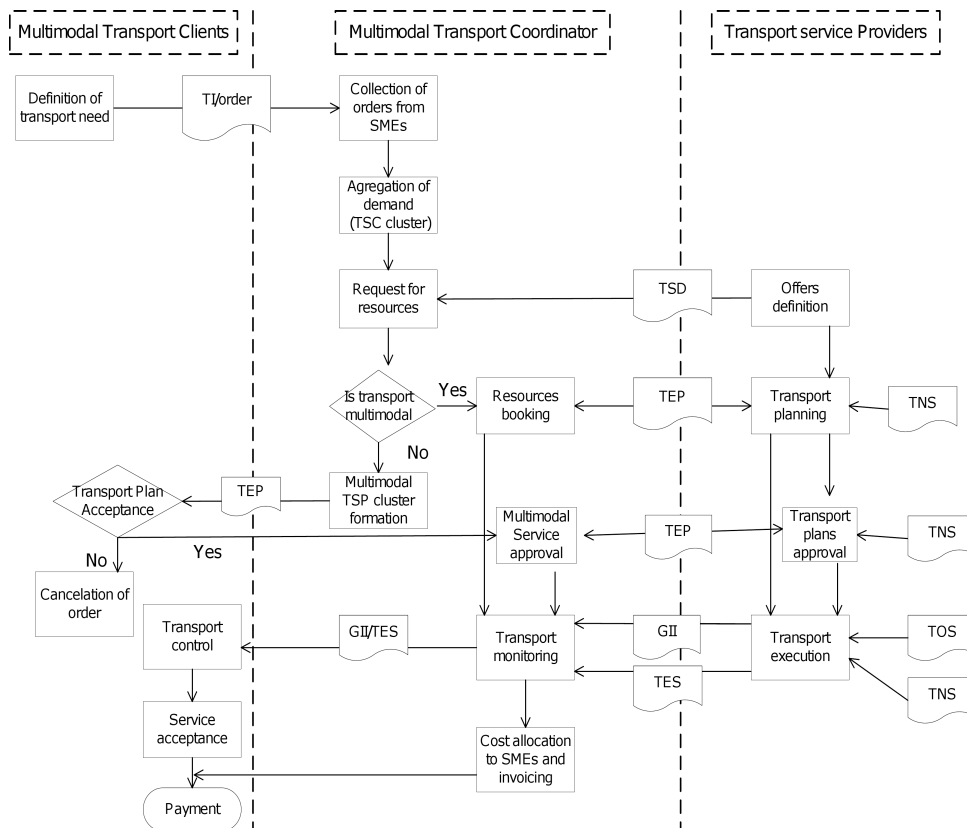 Multimodal Transport Clients
Multimodal Transport Coordinator
Transport service Providers
Definition of
transport need
TI/order
Collection of
orders from
SMEs
Agregation of
demand
(TSC cluster)
Request for
resources
TSD
Offers
definition
Is transport
multimodal
Yes
Resources
booking
TEP
Transport
planning
TNS
No
Transport Plan
Acceptance
TEP
Multimodal
TSP cluster
formation
Multimodal
Service
approval
TEP
Transport
plans
approval
TNS
No
Yes
Cancelation of
order
Transport
control
GII/TES
Transport
monitoring
GII
TES
Transport
execution
TOS
TNS
Service
acceptance
Cost allocation
to SMEs and
invoicing
Payment